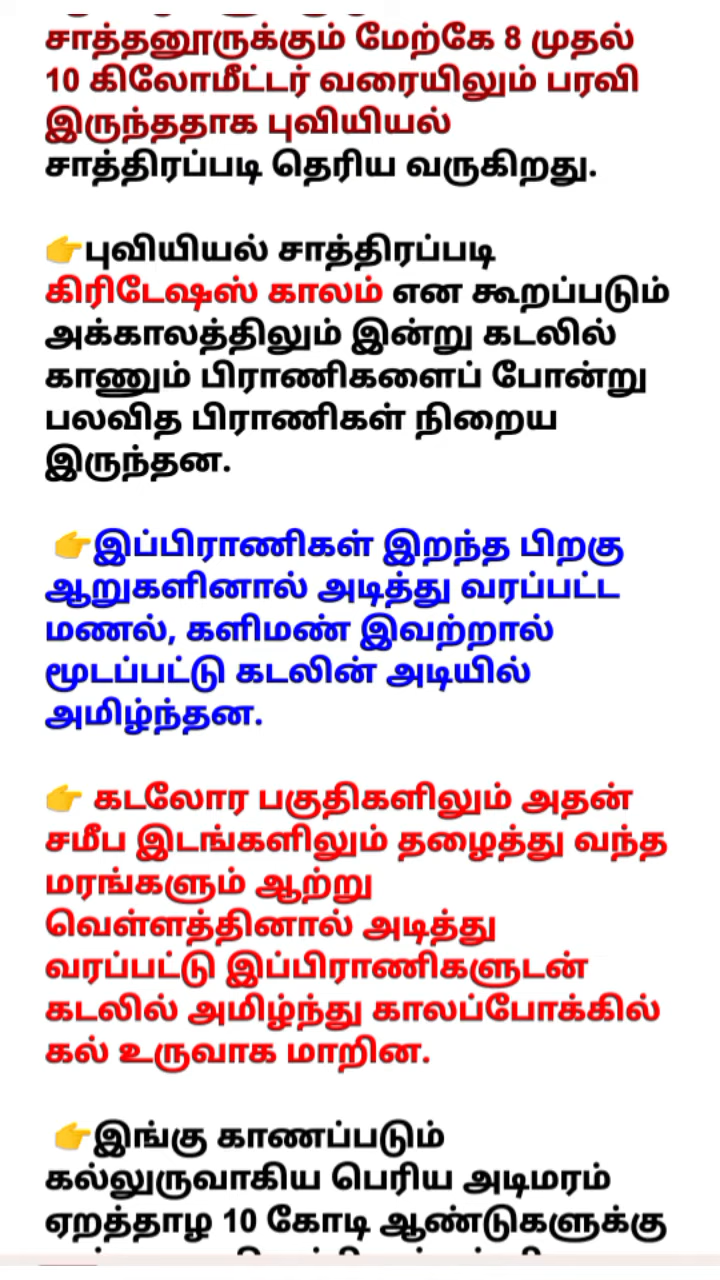 சாத்தனூருக்கும் மேற்கே 8 முதல்
10 கிலோமீட்டர் வரையிலும் பரவி
இருந்ததாக புவியியல்
சாத்திரப்படி தெரிய வருகிறது.
👉புவியியல் சாத்திரப்படி
கிரிடேஷஸ் காலம் என கூறப்படும்
அக்காலத்திலும் இன்று கடலில்
காணும் பிராணிகளைப் போன்று
பலவித பிராணிகள் நிறைய
இருந்தன.
👉இப்பிராணிகள் இறந்த பிறகு
ஆறுகளினால் அடித்து வரப்பட்ட
மணல், களிமண் இவற்றால்
மூடப்பட்டு கடலின் அடியில்
அமிழ்ந்தன.
👉 கடலோர பகுதிகளிலும் அதன்
சமீப இடங்களிலும் தழைத்து வந்த
மரங்களும் ஆற்று
வெள்ளத்தினால் அடித்து
வரப்பட்டு இப்பிராணிகளுடன்
கடலில் அமிழ்ந்து காலப்போக்கில்
கல் உருவாக மாறின.
👉இங்கு காணப்படும்
கல்லுருவாகிய பெரிய அடிமரம்
ஏறத்தாழ 10 கோடி ஆண்டுகளுக்கு